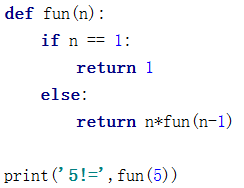 def fun(n):
    if n == 1:
        return 1
    else:
        return n*fun(n-1)

print('5!=',fun(5))